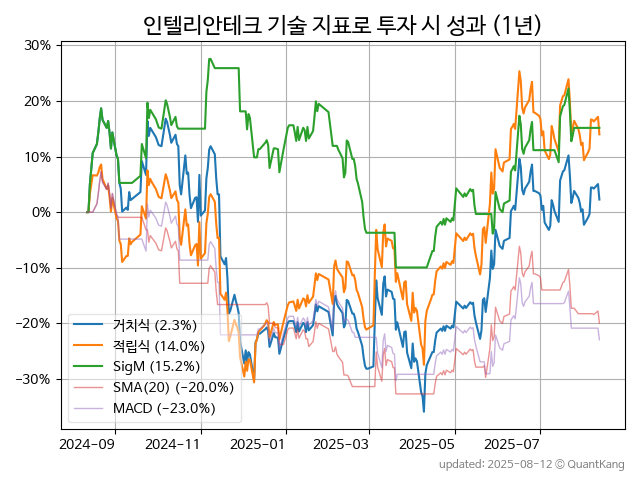 인텔리안테크 기술 지표로 투자 시 성과 (1년)
30%
20%
10%
0%
−10%
−20%
−30%
거치식 (2.3%)
적립식 (14.0%)
SigM (15.2%)
SMA(20) (−20.0%)
MACD (−23.0%)
2024-09
2024-11
2025-01
2025-03
2025-05
2025-07
updated: 2025-08-12 © QuantKang